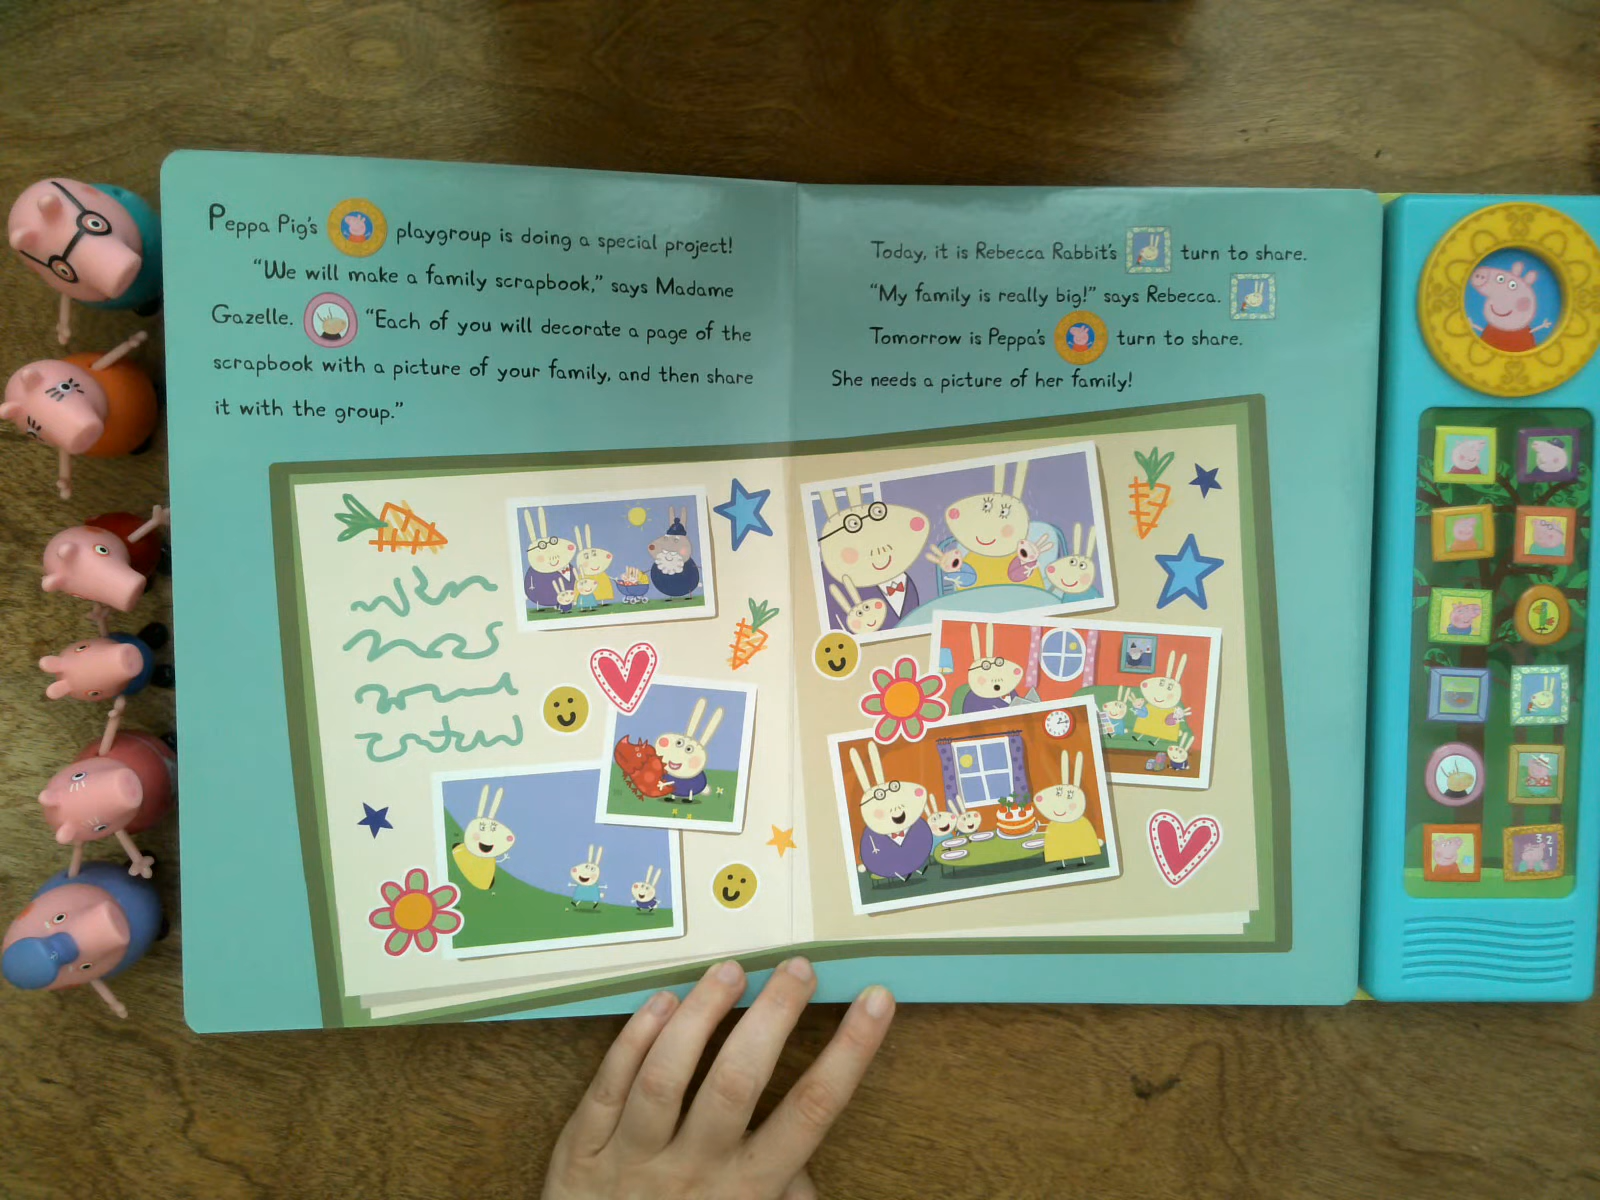 Peppa Pig's playgroup is doing a special project!
"We will make a family scrapbook," says Madame
Gazelle. "Each of you will decorate a page of the
scrapbook with a picture of your family, and then share
it with the group."
Today, it is Rebecca Rabbit's turn to share.
"My family is really big!" says Rebecca.
Tomorrow is Peppa's turn to share.
She needs a picture of her family!
3 2
1